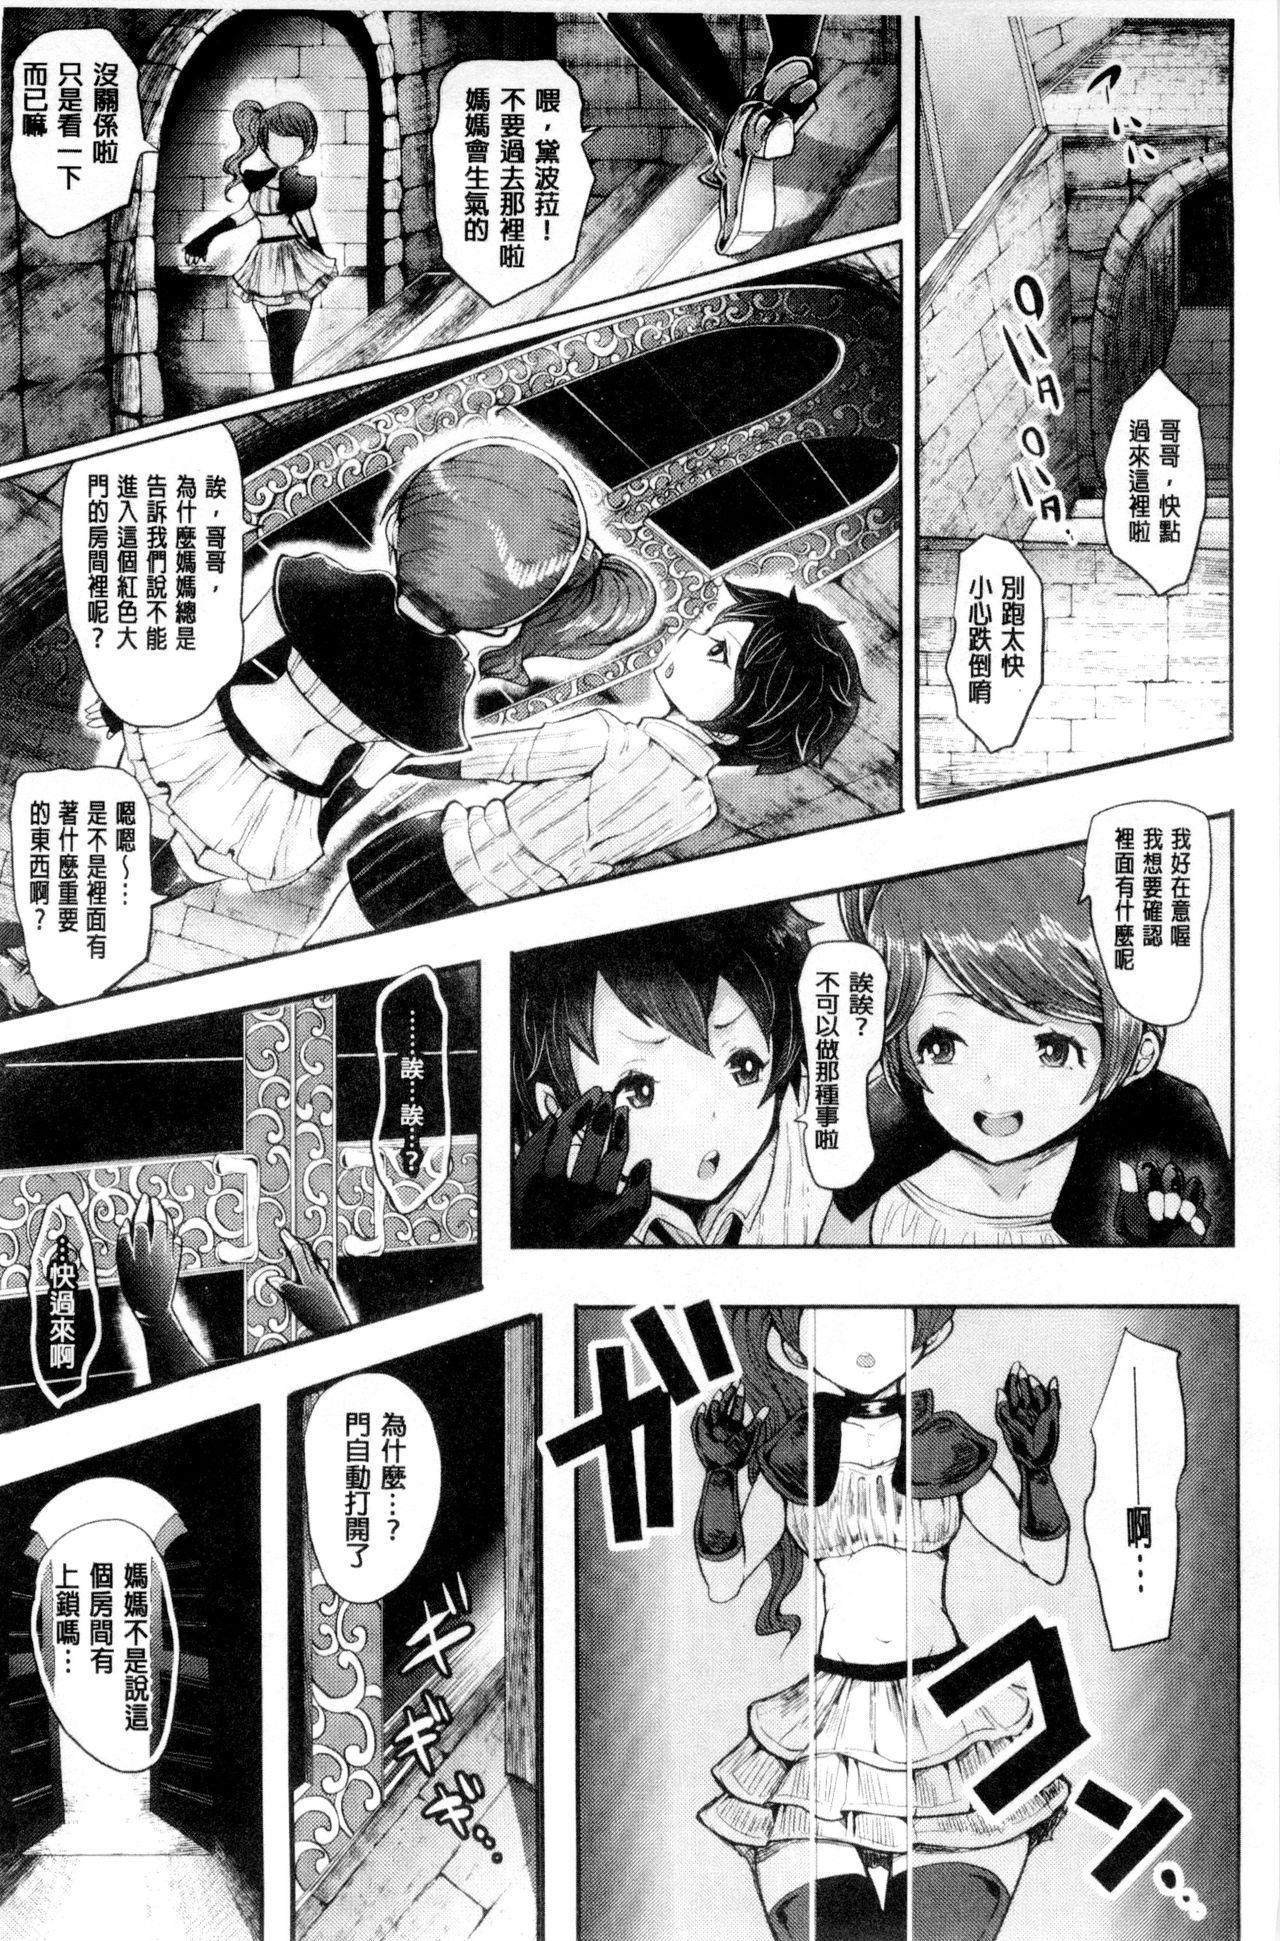 哥哥，快點
過來這裡啦
別跑太快
小心跌倒唷
喂，黛波菈！
不要過去那裡啦
媽媽會生氣的
沒關係啦
只是看一下
而已嘛
誒，哥哥，
為什麼媽媽總是
告訴我們說不能
進入這個紅色大
門的房間裡呢？
嗯嗯～…
是不是裡面有
著什麼重要
的東西啊？
我好在意喔
我想要確認
裡面有什麼呢
誒誒？
不可以做那種事啦
……誒…誒…？
…快過來啊
──啊…
ガコン…
為什麼…？
門自動打開了
ギギギ…
媽媽不是說這
個房間有
上鎖嗎…